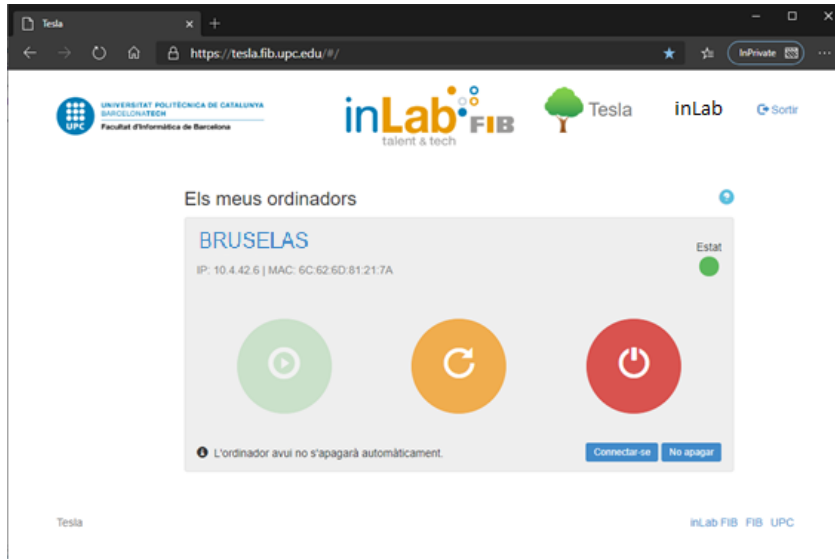 Tesla
https://tesla.fib.upc.edu/#/
InPrivate
UNIVERSITAT POLITÈCNICA DE CATALUNYA
BARCELONATECH
Facultat d'Informàtica de Barcelona
UPC
inLab FIB
talent & tech
Tesla
inLab
Sortir
Els meus ordinadors
BRUSELAS
Estat
IP: 10.4.42.6 | MAC: 6C:62:6D:81:21:7A
L'ordinador avui no s'apagarà automàticament.
Connectar-se
No apagar
Tesla
inLab FIB FIB UPC